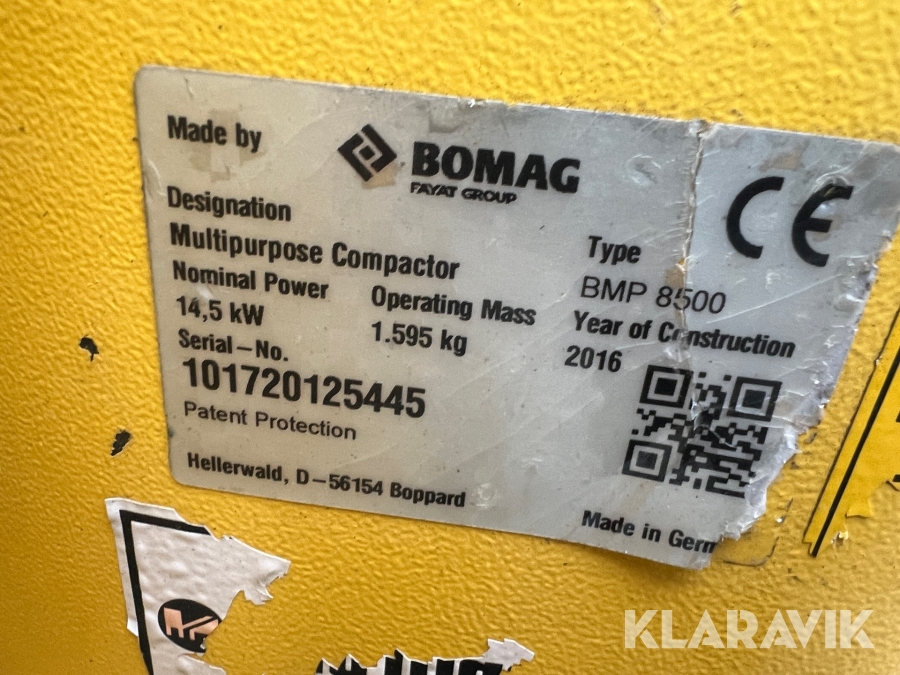 Made by
BOMAG
FAYAT GROUP
CE
Designation
Multipurpose Compactor
Type
BMP 8500
Nominal Power
14,5 kW
Operating Mass
1.595 kg
Year of Construction
2016
Serial-No.
101720125445
Patent Protection
Hellerwald, D-56154 Boppard
Made in Germ
KLARAVIK